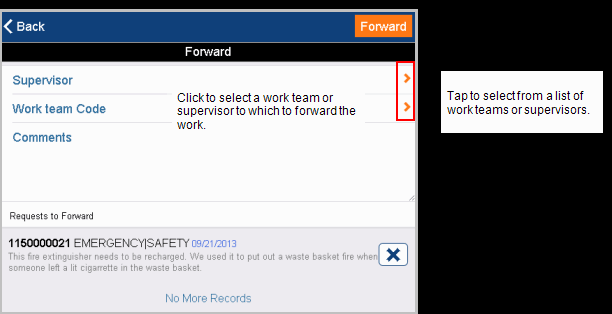 Back
Forward
Forward
Supervisor
Work team Code
Comments
Click to select a work team or
supervisor to which to forward the
work.
Tap to select from a list of
work teams or supervisors.
Requests to Forward
1150000021 EMERGENCY|SAFETY 09/21/2013
This fire extinguisher needs to be recharged. We used it to put out a waste basket fire when
someone left a lit cigarrette in the waste basket.
No More Records